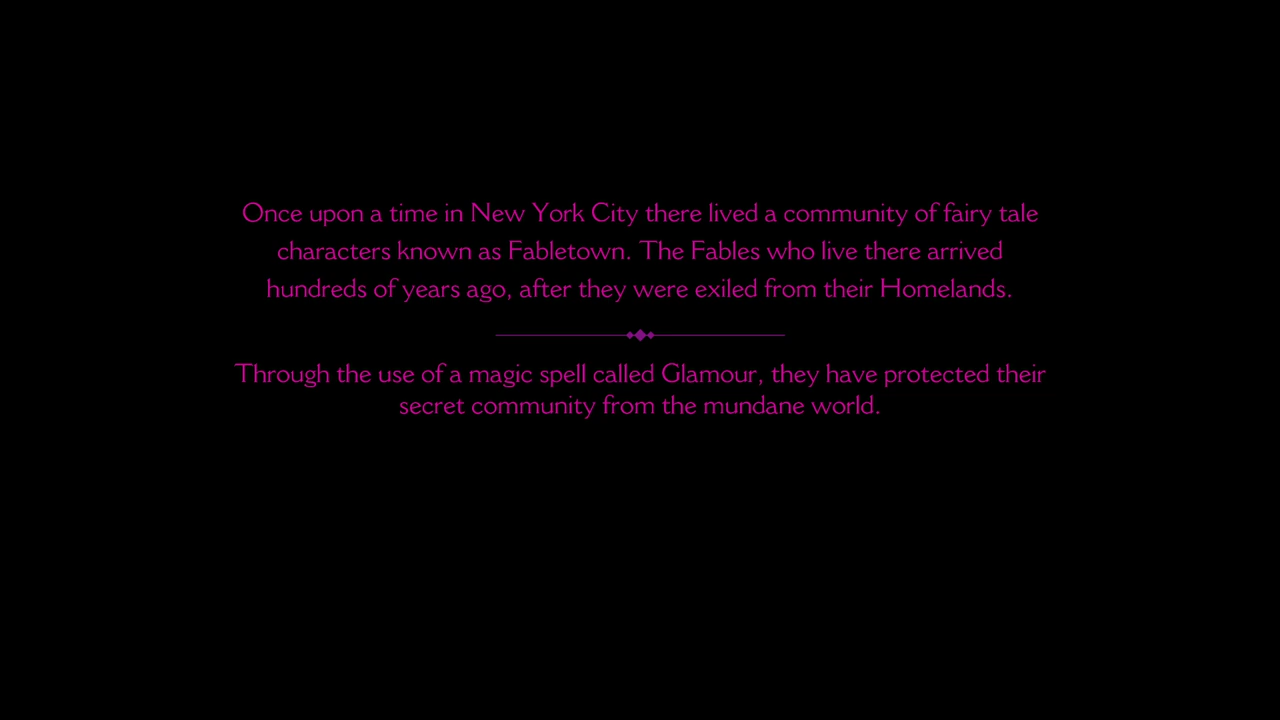 Once upon a time in New York City there lived a community of fairy tale
characters known as Fabletown. The Fables who live there arrived
hundreds of years ago, after they were exiled from their Homelands.
Through the use of a magic spell called Glamour, they have protected their
secret community from the mundane world.